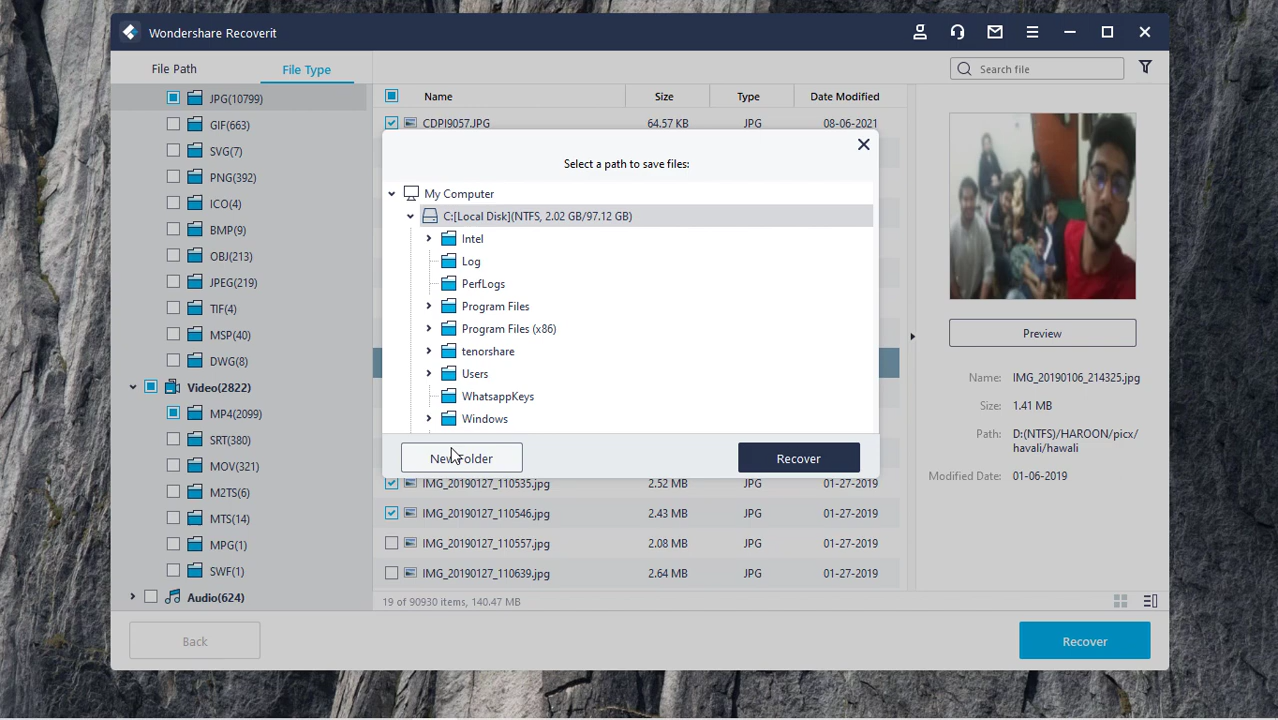 Wondershare Recoverit
File Path
File Type
Search file
JPG(10799)
GIF(663)
SVG(7)
PNG(392)
ICO(4)
BMP(9)
OBJ(213)
JPEG(219)
TIF(4)
MSP(40)
DWG(8)
Video(2822)
MP4(2099)
SRT(380)
MOV(321)
M2TS(6)
MTS(14)
MPG(1)
SWF(1)
Audio(624)
Name Size Type Date Modified
CDPI9057.JPG 64.57 KB JPG 08-06-2021
Select a path to save files:
My Computer
C:[Local Disk](NTFS, 2.02 GB/97.12 GB)
Intel
Log
PerfLogs
Program Files
Program Files (x86)
tenorshare
Users
WhatsappKeys
Windows
New Folder
Recover
IMG_20190127_110535.jpg 2.52 MB JPG 01-27-2019
IMG_20190127_110546.jpg 2.43 MB JPG 01-27-2019
IMG_20190127_110557.jpg 2.08 MB JPG 01-27-2019
IMG_20190127_110639.jpg 2.64 MB JPG 01-27-2019
19 of 90930 items, 140.47 MB
Preview
Name: IMG_20190106_214325.jpg
Size: 1.41 MB
Path: D:(NTFS)/HAROON/picx/
havali/hawali
Modified Date: 01-06-2019
Back
Recover